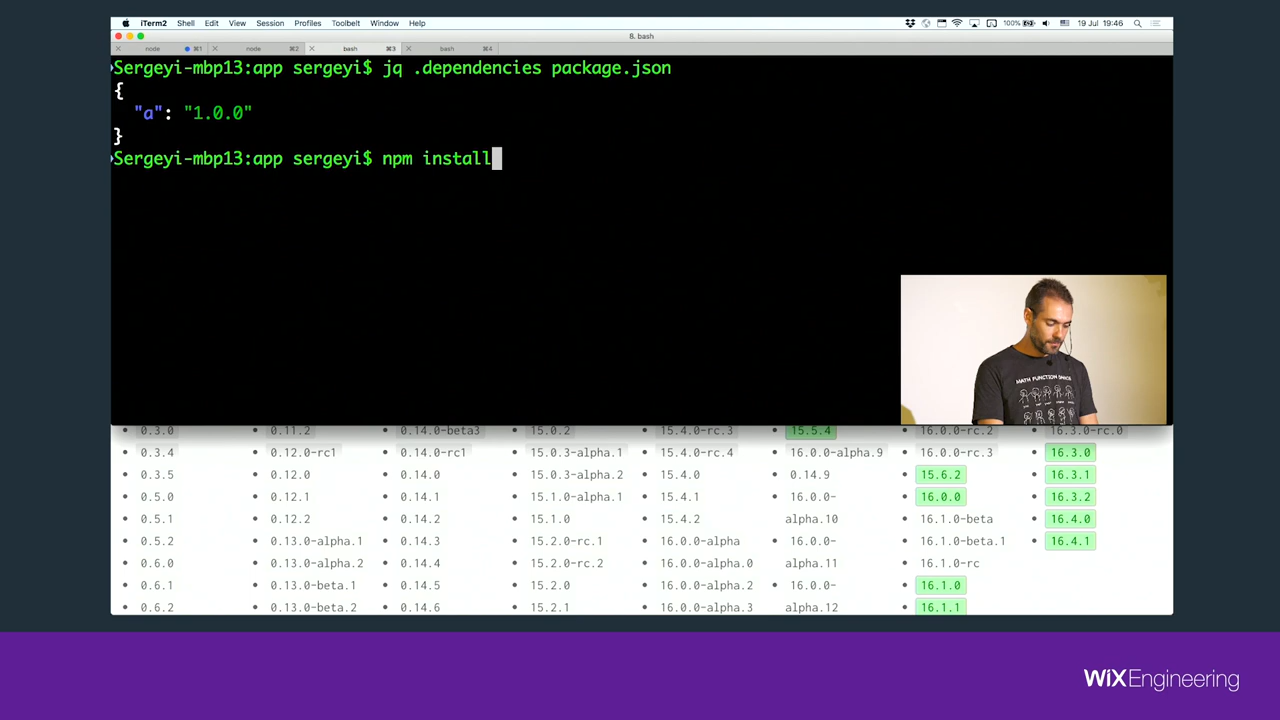 iTerm2 Shell Edit View Session Profiles Toolbelt Window Help 100% 19 Jul 19:46
8. bash
node ⌘1 node ⌘2 bash ⌘3 bash ⌘4
Sergeyi-mbp13:app sergeyi$ jq .dependencies package.json
{
"a": "1.0.0"
}
Sergeyi-mbp13:app sergeyi$ npm install
MATH FUNCTION DANCE
0.3.0 0.11.2 0.14.0-beta3 15.0.2 15.4.0-rc.3 15.5.4 16.0.0-rc.2 16.3.0-rc.0
0.3.4 0.12.0-rc1 0.14.0-rc1 15.0.3-alpha.1 15.4.0-rc.4 16.0.0-alpha.9 16.0.0-rc.3 16.3.0
0.3.5 0.12.0 0.14.0 15.0.3-alpha.2 15.4.0 0.14.9 15.6.2 16.3.1
0.5.0 0.12.1 0.14.1 15.1.0-alpha.1 15.4.1 16.0.0- 16.0.0 16.3.2
0.5.1 0.12.2 0.14.2 15.1.0 15.4.2 alpha.10 16.1.0-beta 16.4.0
0.5.2 0.13.0-alpha.1 0.14.3 15.2.0-rc.1 16.0.0-alpha 16.0.0- 16.1.0-beta.1 16.4.1
0.6.0 0.13.0-alpha.2 0.14.4 15.2.0-rc.2 16.0.0-alpha.0 alpha.11 16.1.0-rc
0.6.1 0.13.0-beta.1 0.14.5 15.2.0 16.0.0-alpha.2 16.0.0- 16.1.0
0.6.2 0.13.0-beta.2 0.14.6 15.2.1 16.0.0-alpha.3 alpha.12 16.1.1
WiXEngineering